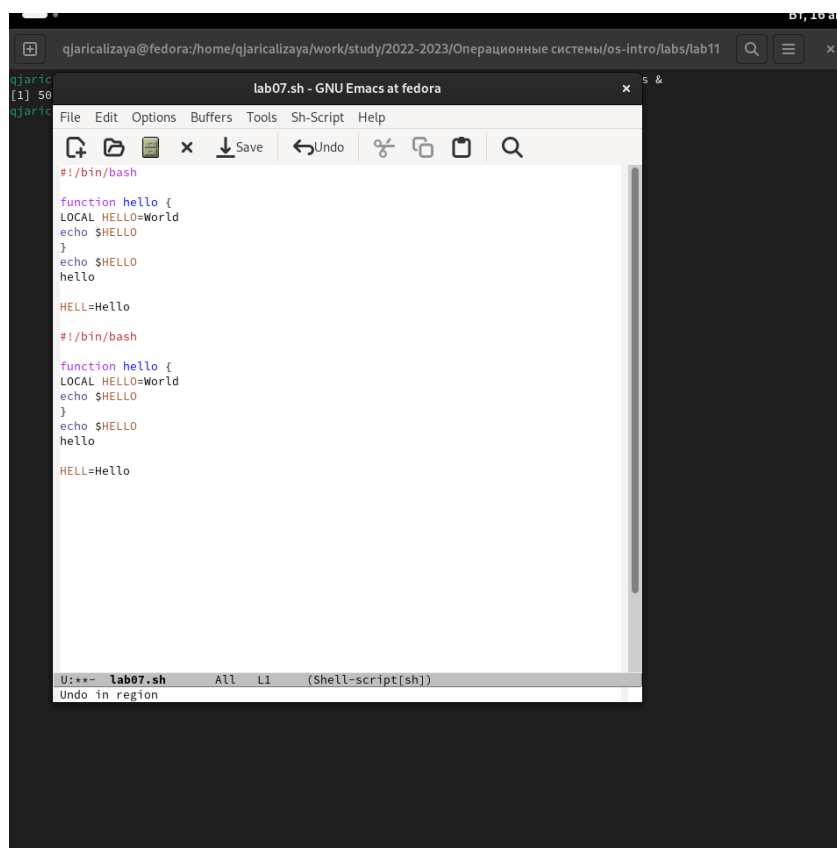 Вт, 16
qjaricalizaya@fedora:/home/qjaricalizaya/work/study/2022-2023/Операционные системы/os-intro/labs/lab11
qjaric s &
[1] 50
qjaric
lab07.sh - GNU Emacs at fedora
File Edit Options Buffers Tools Sh-Script Help
Save Undo
#!/bin/bash
function hello {
LOCAL HELLO=World
echo $HELLO
}
echo $HELLO
hello
HELL=Hello
#!/bin/bash
function hello {
LOCAL HELLO=World
echo $HELLO
}
echo $HELLO
hello
HELL=Hello
U:**- lab07.sh All L1 (Shell-script[sh])
Undo in region